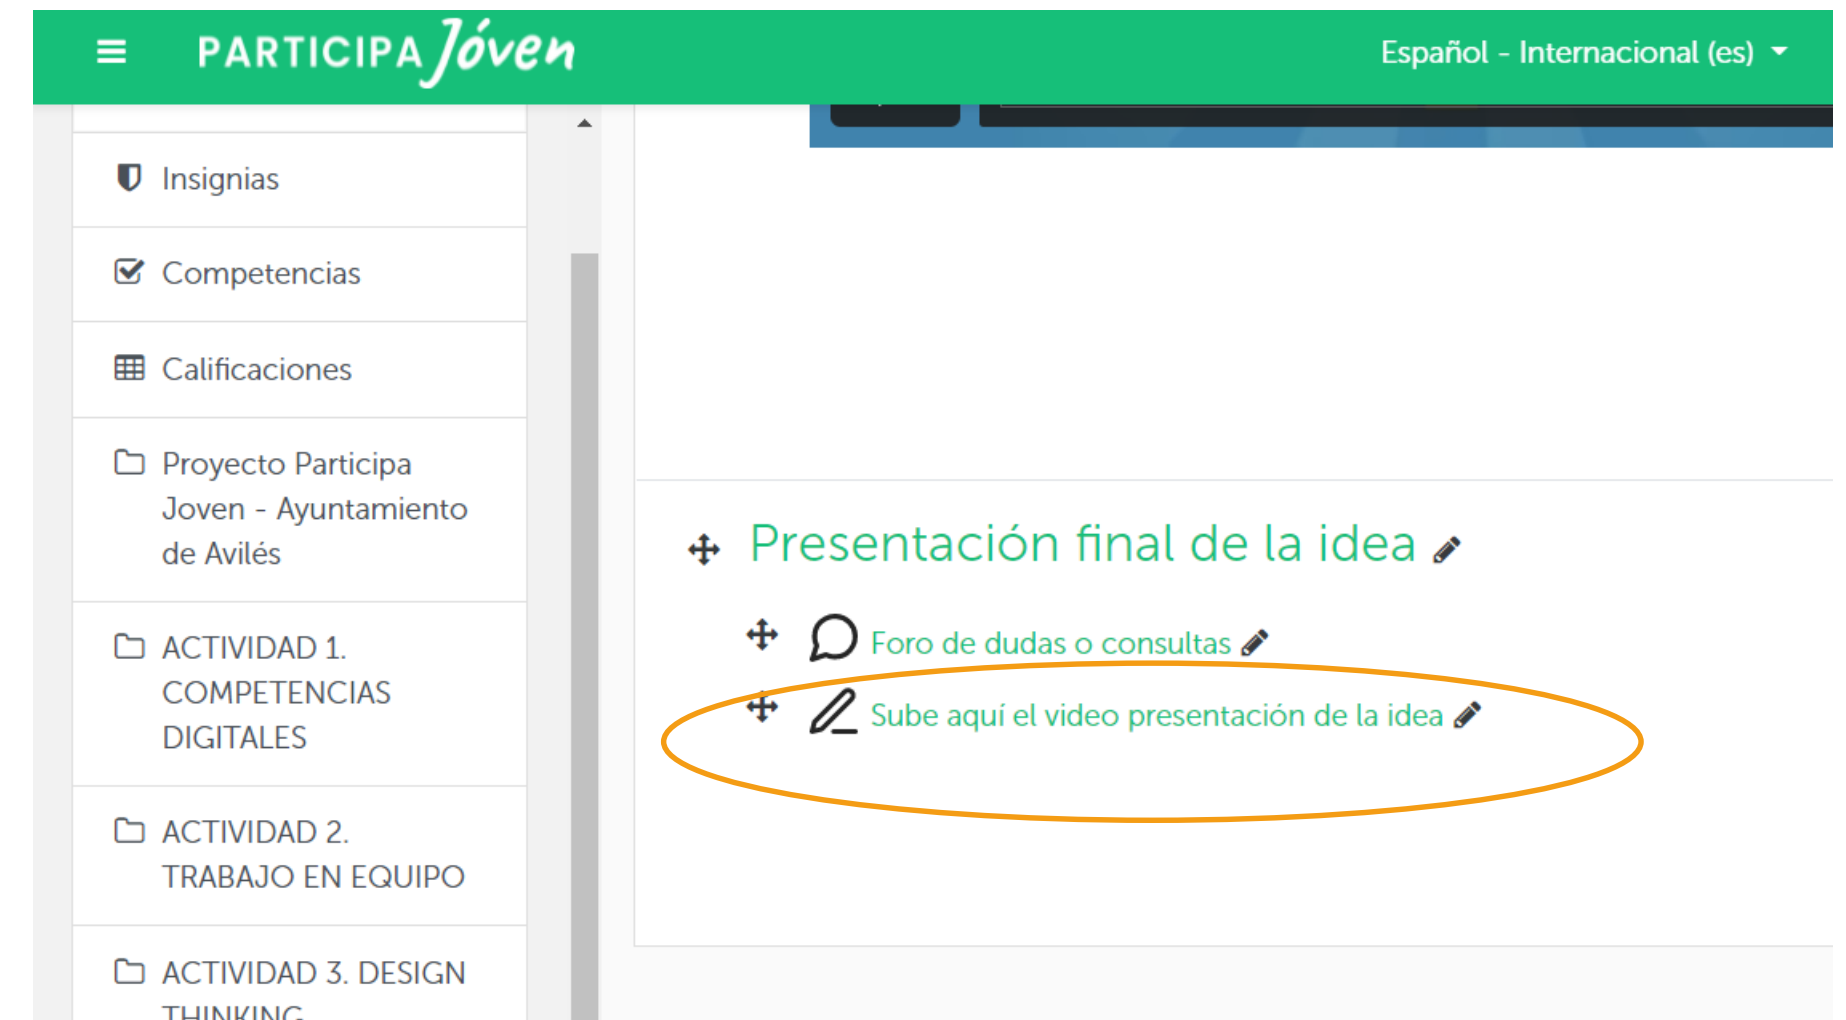 PARTICIPA Jóven
Español - Internacional (es)
Insignias
Competencias
Calificaciones
Proyecto Participa
Joven - Ayuntamiento
de Avilés
ACTIVIDAD 1.
COMPETENCIAS
DIGITALES
ACTIVIDAD 2.
TRABAJO EN EQUIPO
ACTIVIDAD 3. DESIGN
THINKING
Presentación final de la idea
Foro de dudas o consultas
Sube aquí el video presentación de la idea